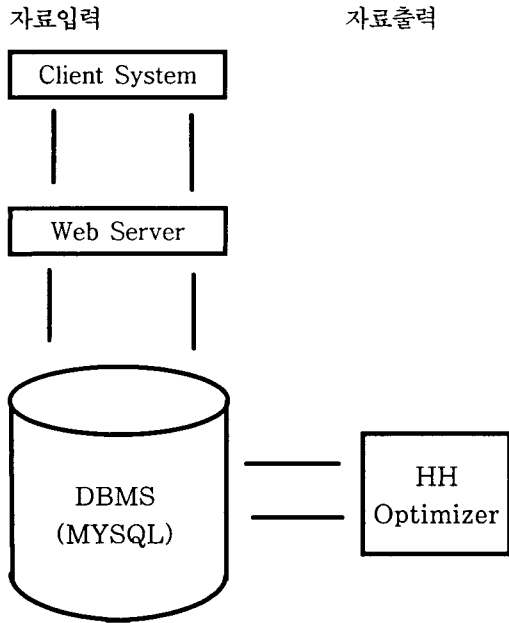 자료입력 자료출력
Client System
Web Server
DBMS
(MYSQL)
HH
Optimizer